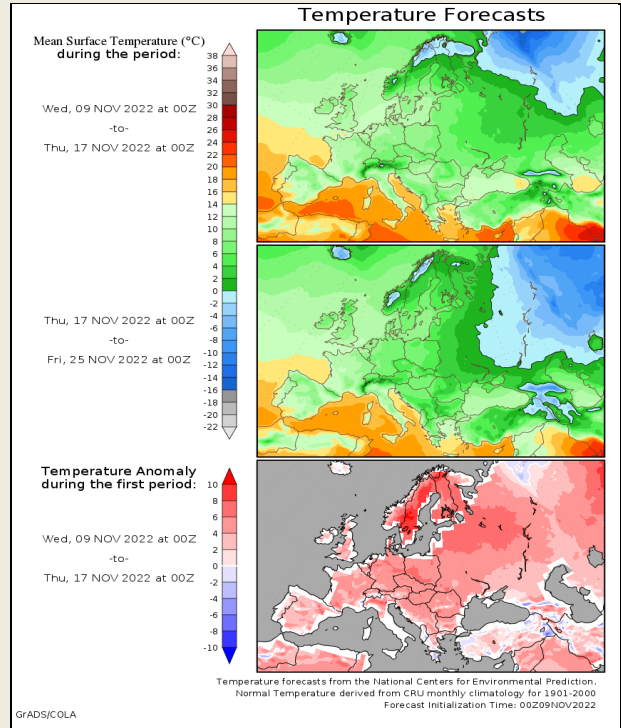 Temperature Forecasts
Mean Surface Temperature (°C)
during the period:
Wed, 09 NOV 2022 at 00Z
-to-
Thu, 17 NOV 2022 at 00Z
38
36
34
32
30
28
26
24
22
20
18
16
14
12
10
8
6
4
2
0
-2
-4
-6
-8
-10
-12
-14
-16
-18
-20
-22
Thu, 17 NOV 2022 at 00Z
-to-
Fri, 25 NOV 2022 at 00Z
Temperature Anomaly
during the first period:
Wed, 09 NOV 2022 at 00Z
-to-
Thu, 17 NOV 2022 at 00Z
10
8
6
4
2
0
-2
-4
-6
-8
-10
Temperature forecasts from the National Centers for Environmental Prediction.
Normal Temperature derived from CRU monthly climatology for 1901-2000
Forecast Initialization Time: 00Z09NOV2022
GrADS/COLA